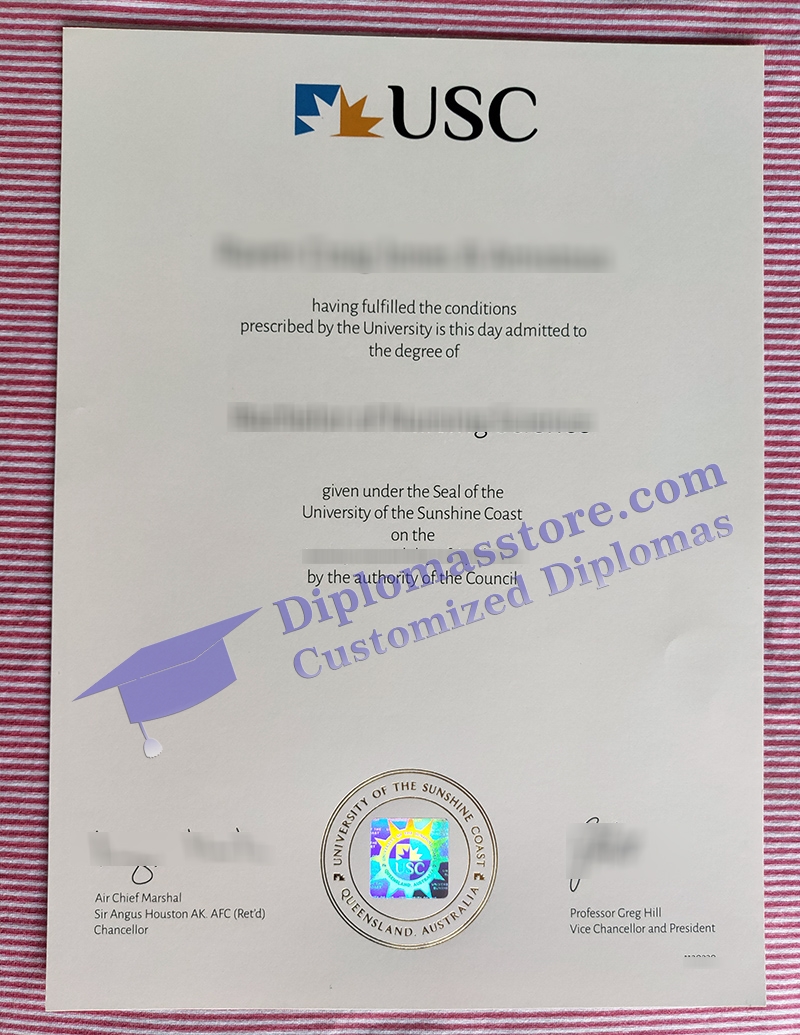 USC
having fulfilled the conditions
prescribed by the University is this day admitted to
the degree of
given under the Seal of the
University of the Sunshine Coast
on the
by the authority of the Council
Diplomasstore.com
Customized Diplomas
UNIVERSITY OF THE SUNSHINE COAST
QUEENSLAND, AUSTRALIA
USC
Air Chief Marshal
Sir Angus Houston AK. AFC (Ret'd)
Chancellor
Professor Greg Hill
Vice Chancellor and President